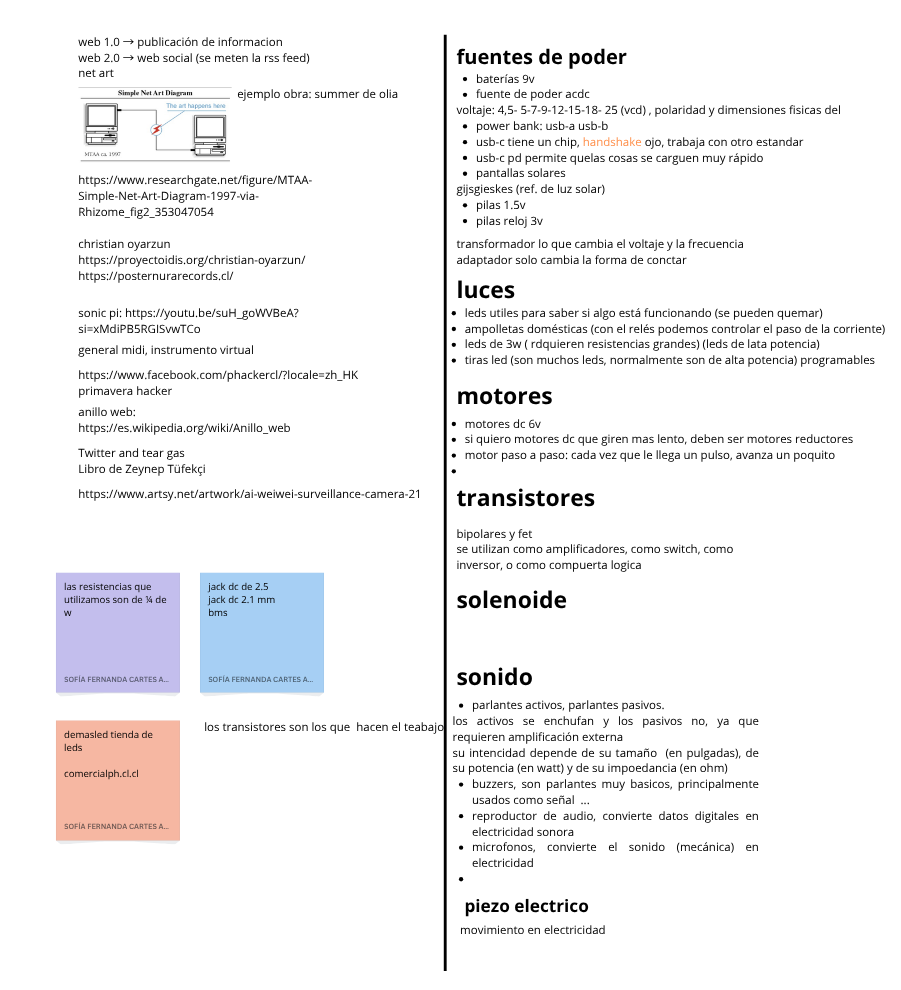 web 1.0 → publicación de informacion
web 2.0 → web social (se meten la rss feed)
net art
Simple Net Art Diagram
The art happens here
MTAA ca. 1997
ejemplo obra: summer de olia
https://www.researchgate.net/figure/MTAA-
Simple-Net-Art-Diagram-1997-via-
Rhizome_fig2_353047054
christian oyarzun
https://proyectoidis.org/christian-oyarzun/
https://posternurarecords.cl/
sonic pi: https://youtu.be/suH_goWVBeA?
si=xMdiPB5RGISvwTCo
general midi, instrumento virtual
https://www.facebook.com/phackercl/?locale=zh_HK
primavera hacker
anillo web:
https://es.wikipedia.org/wiki/Anillo_web
Twitter and tear gas
Libro de Zeynep Tüfekçi
https://www.artsy.net/artwork/ai-weiwei-surveillance-camera-21
las resistencias que
utilizamos son de ¼ de
w
SOFÍA FERNANDA CARTES A...
jack dc de 2.5
jack dc 2.1 mm
bms
SOFÍA FERNANDA CARTES A...
demasled tienda de
leds
comercialph.cl.cl
SOFÍA FERNANDA CARTES A...
los transistores son los que  hacen el teabajo
fuentes de poder
• baterías 9v
• fuente de poder acdc
voltaje: 4,5- 5-7-9-12-15-18- 25 (vcd) , polaridad y dimensiones fisicas del
• power bank: usb-a usb-b
• usb-c tiene un chip, handshake ojo, trabaja con otro estandar
• usb-c pd permite quelas cosas se carguen muy rápido
• pantallas solares
gijsgieskes (ref. de luz solar)
• pilas 1.5v
• pilas reloj 3v
transformador lo que cambia el voltaje y la frecuencia
adaptador solo cambia la forma de conctar
luces
• leds utiles para saber si algo está funcionando (se pueden quemar)
• ampolletas domésticas (con el relés podemos controlar el paso de la corriente)
• leds de 3w ( rdquieren resistencias grandes) (leds de lata potencia)
• tiras led (son muchos leds, normalmente son de alta potencia) programables
motores
• motores dc 6v
• si quiero motores dc que giren mas lento, deben ser motores reductores
• motor paso a paso: cada vez que le llega un pulso, avanza un poquito
•
transistores
bipolares y fet
se utilizan como amplificadores, como switch, como
inversor, o como compuerta logica
solenoide
sonido
• parlantes activos, parlantes pasivos.
los activos se enchufan y los pasivos no, ya que
requieren amplificación externa
su intencidad depende de su tamaño  (en pulgadas), de
su potencia (en watt) y de su impoedancia (en ohm)
• buzzers, son parlantes muy basicos, principalmente
usados como señal  ...
• reproductor de audio, convierte datos digitales en
electricidad sonora
• microfonos, convierte el sonido (mecánica) en
electricidad
•
piezo electrico
movimiento en electricidad